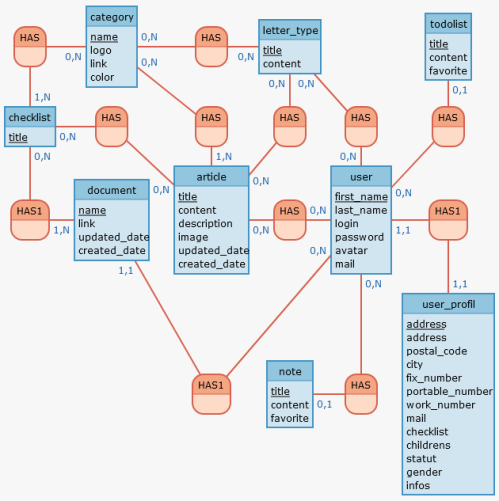 category
name
logo
link
color
HAS
0,N
0,N
0,N
HAS
0,N
letter_type
title
content
0,N
0,N
todolist
title
content
favorite
0,1
1,N
checklist
title
0,N
HAS
HAS
HAS
HAS
HAS
0,N
1,N
0,N
0,N
0,N
0,N
document
name
link
updated_date
created_date
HAS1
1,N
1,1
article
title
content
description
image
updated_date
created_date
0,N
0,N
HAS
0,N
0,N
user
first_name
last_name
login
password
avatar
mail
1,1
HAS1
0,N
0,N
1,1
user_profil
address
address
postal_code
city
fix_number
portable_number
work_number
mail
checklist
childrens
statut
gender
infos
HAS1
note
title
content
favorite
0,1
HAS